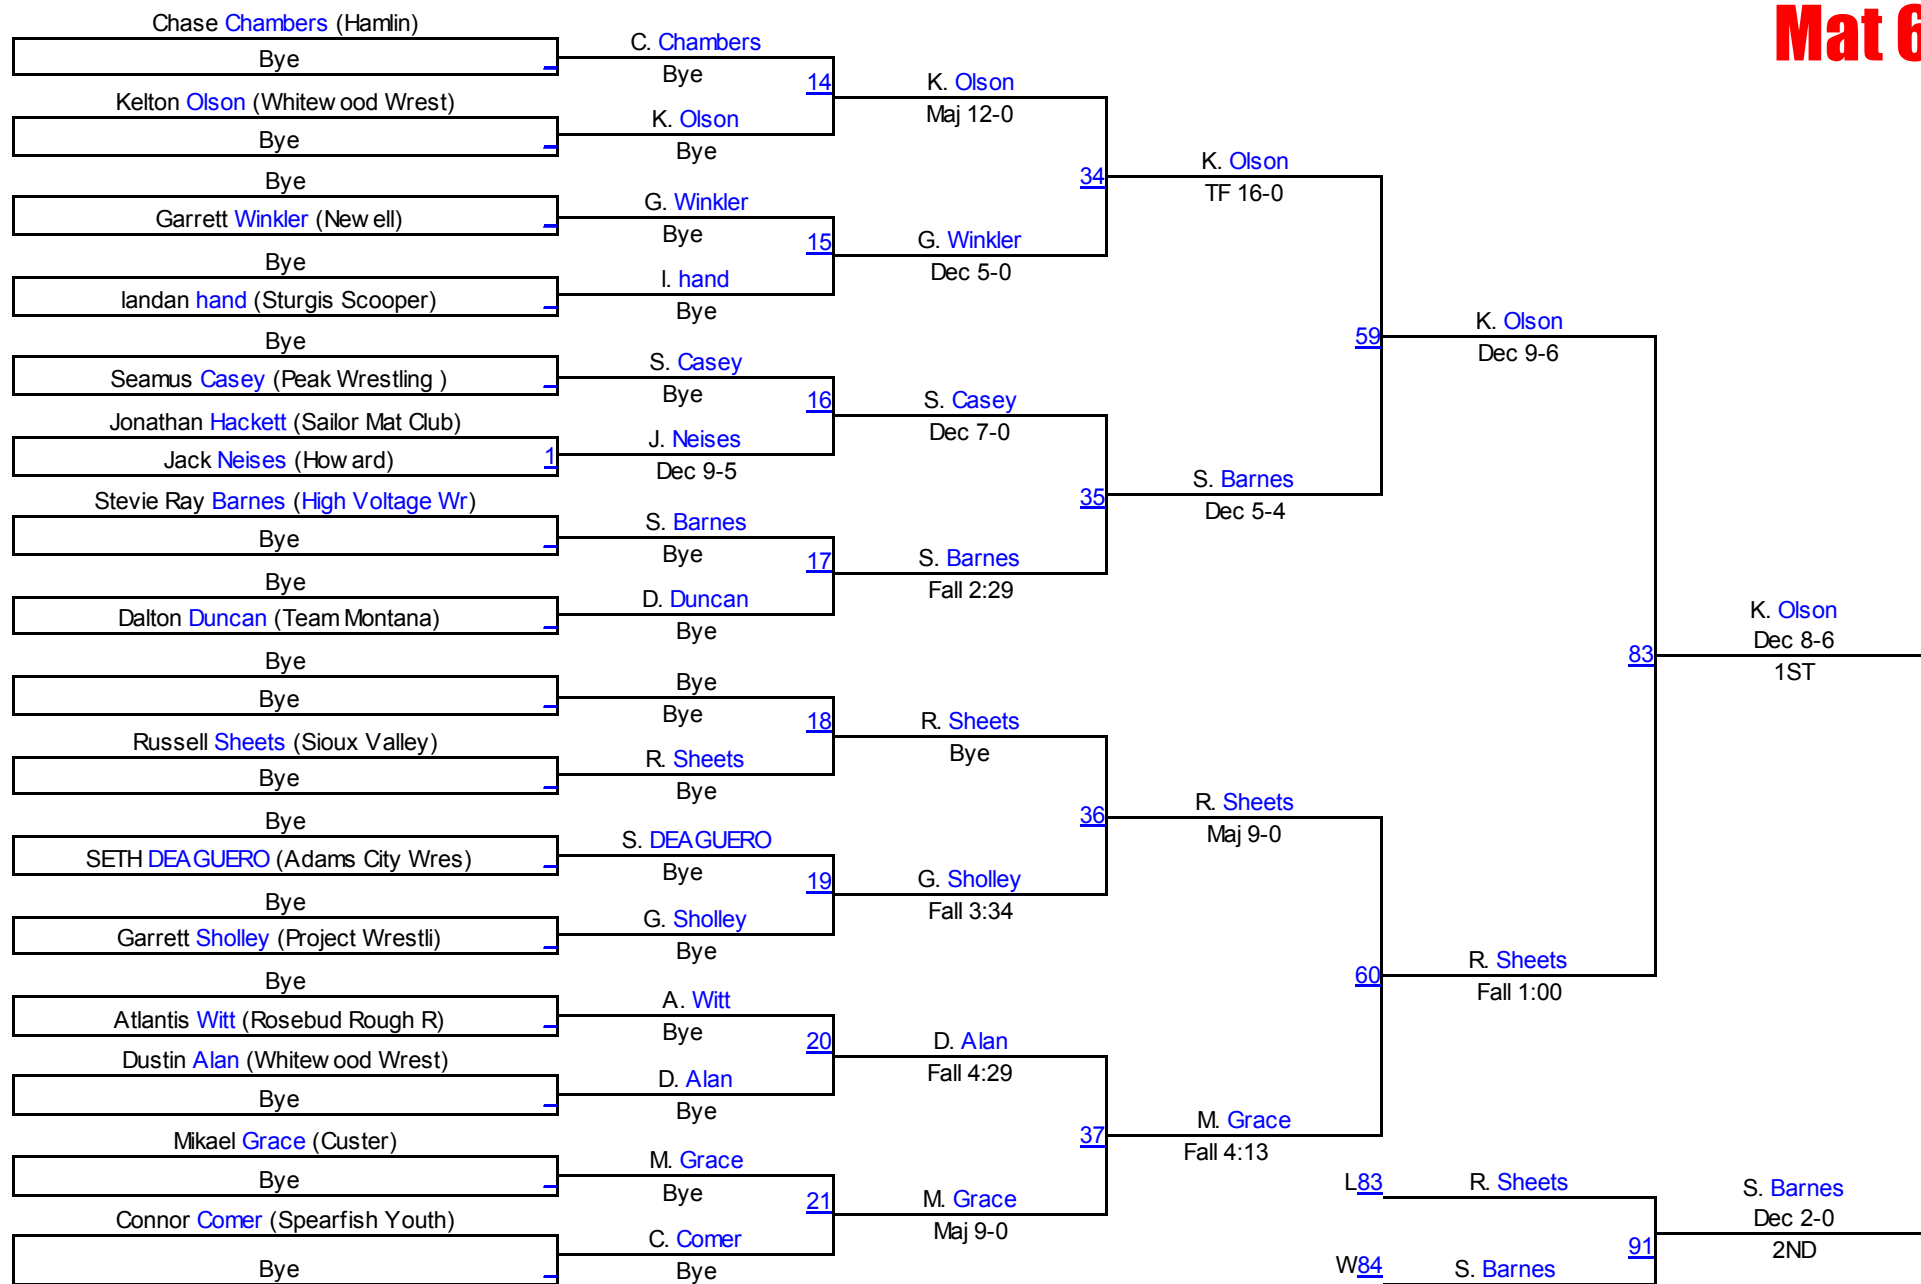 Mat 6
Chase Chambers (Hamlin)
Bye
Kelton Olson (Whitewood Wrest)
Bye
Bye
Garrett Winkler (Newell)
Bye
landan hand (Sturgis Scooper)
Bye
Seamus Casey (Peak Wrestling )
Jonathan Hackett (Sailor Mat Club)
Jack Neises (Howard)
1
Stevie Ray Barnes (High Voltage Wr)
Bye
Bye
Dalton Duncan (Team Montana)
Bye
Bye
Russell Sheets (Sioux Valley)
Bye
Bye
SETH DEAGUERO (Adams City Wres)
Bye
Garrett Sholley (Project Wrestli)
Bye
Atlantis Witt (Rosebud Rough R)
Dustin Alan (Whitewood Wrest)
Bye
Mikael Grace (Custer)
Bye
Connor Comer (Spearfish Youth)
Bye
C. Chambers
Bye
14
K. Olson
Bye
G. Winkler
Bye
15
l. hand
Bye
S. Casey
Bye
16
J. Neises
Dec 9-5
S. Barnes
Bye
17
D. Duncan
Bye
Bye
Bye
18
R. Sheets
Bye
S. DEAGUERO
Bye
19
G. Sholley
Bye
A. Witt
Bye
20
D. Alan
Bye
M. Grace
Bye
21
C. Comer
Bye
K. Olson
Maj 12-0
34
G. Winkler
Dec 5-0
S. Casey
Dec 7-0
35
S. Barnes
Fall 2:29
R. Sheets
Bye
36
G. Sholley
Fall 3:34
D. Alan
Fall 4:29
37
M. Grace
Maj 9-0
K. Olson
TF 16-0
59
S. Barnes
Dec 5-4
R. Sheets
Maj 9-0
60
M. Grace
Fall 4:13
K. Olson
Dec 9-6
83
R. Sheets
Fall 1:00
K. Olson
Dec 8-6
1ST
L83
R. Sheets
W84
S. Barnes
91
S. Barnes
Dec 2-0
2ND